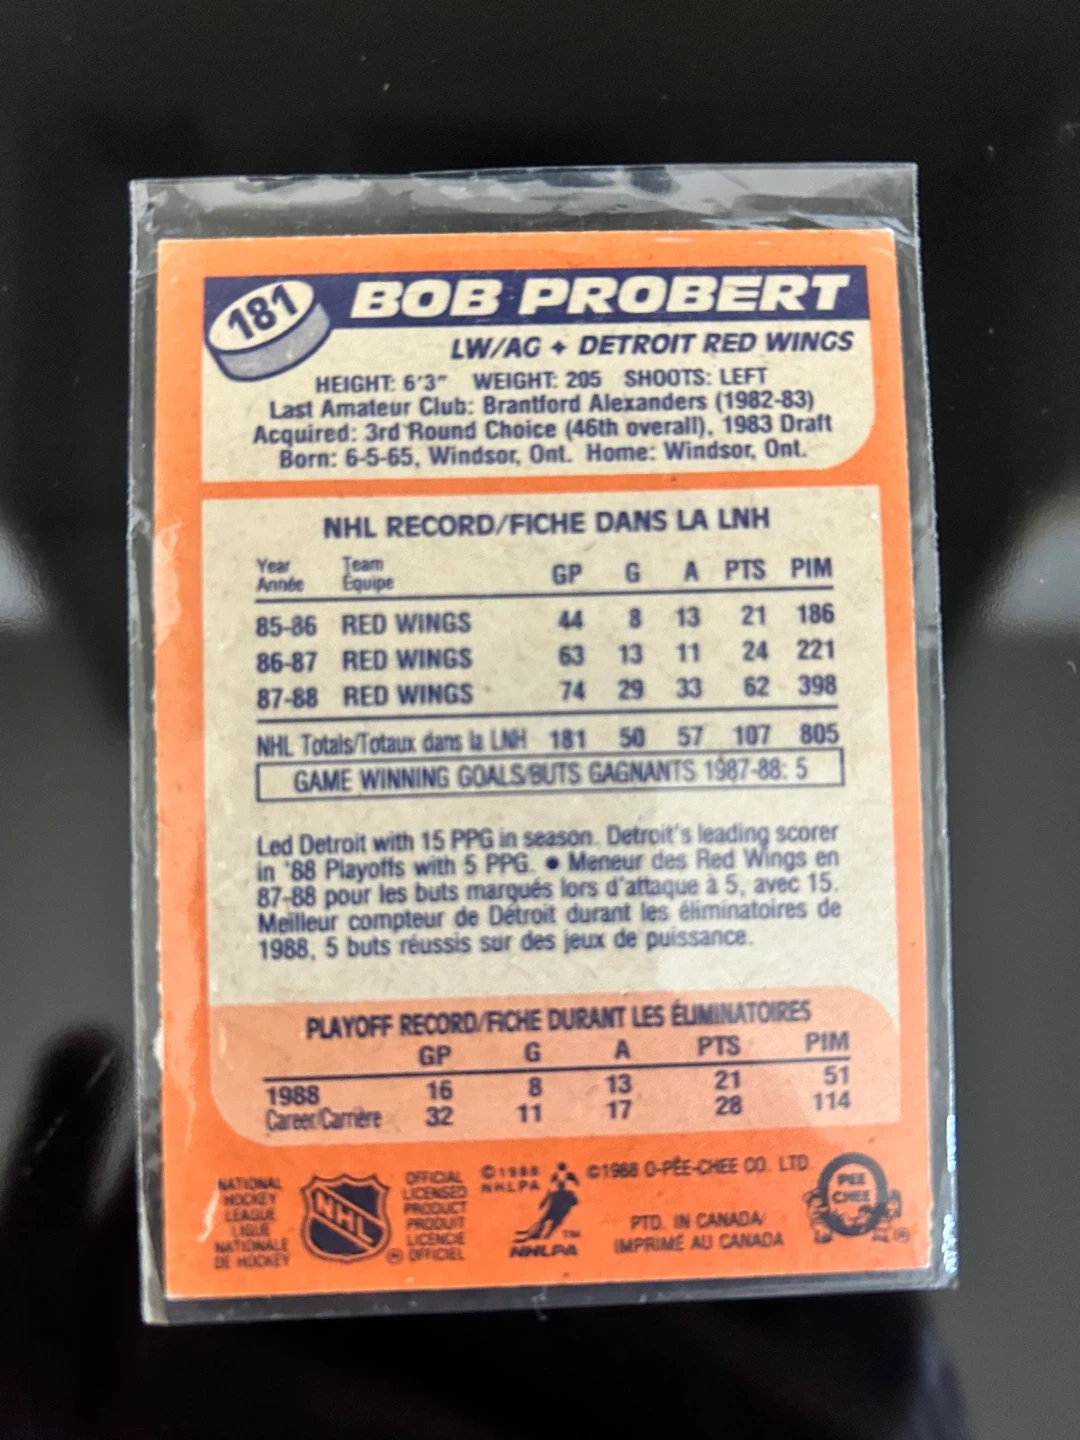 181
BOB PROBERT
LW/AG ✦ DETROIT RED WINGS
HEIGHT: 6'3" WEIGHT: 205 SHOOTS: LEFT
Last Amateur Club: Brantford Alexanders (1982-83)
Acquired: 3rd Round Choice (46th overall), 1983 Draft
Born: 6-5-65, Windsor, Ont. Home: Windsor, Ont.
NHL RECORD/FICHE DANS LA LNH
Year Team
Année Équipe GP G A PTS PIM
85-86 RED WINGS 44 8 13 21 186
86-87 RED WINGS 63 13 11 24 221
87-88 RED WINGS 74 29 33 62 398
NHL Totals/Totaux dans la LNH 181 50 57 107 805
GAME WINNING GOALS/BUTS GAGNANTS 1987-88: 5
Led Detroit with 15 PPG in season. Detroit's leading scorer
in '88 Playoffs with 5 PPG. • Meneur des Red Wings en
87-88 pour les buts marqués lors d'attaque à 5, avec 15.
Meilleur compteur de Détroit durant les éliminatoires de
1988, 5 buts réussis sur des jeux de puissance.
PLAYOFF RECORD/FICHE DURANT LES ÉLIMINATOIRES
GP G A PTS PIM
1988 16 8 13 21 51
Career/Carrière 32 11 17 28 114
NATIONAL
HOCKEY
LEAGUE
LIGUE
NATIONALE
DE HOCKEY
NHL
®
OFFICIAL
LICENSED
PRODUCT
PRODUIT
LICENCIE
OFFICIEL
©1988
NHLPA
TM
NHLPA
©1988 O-PEE-CHEE CO. LTD.
PTD. IN CANADA/
IMPRIMÉ AU CANADA
PEE
CHEE
®